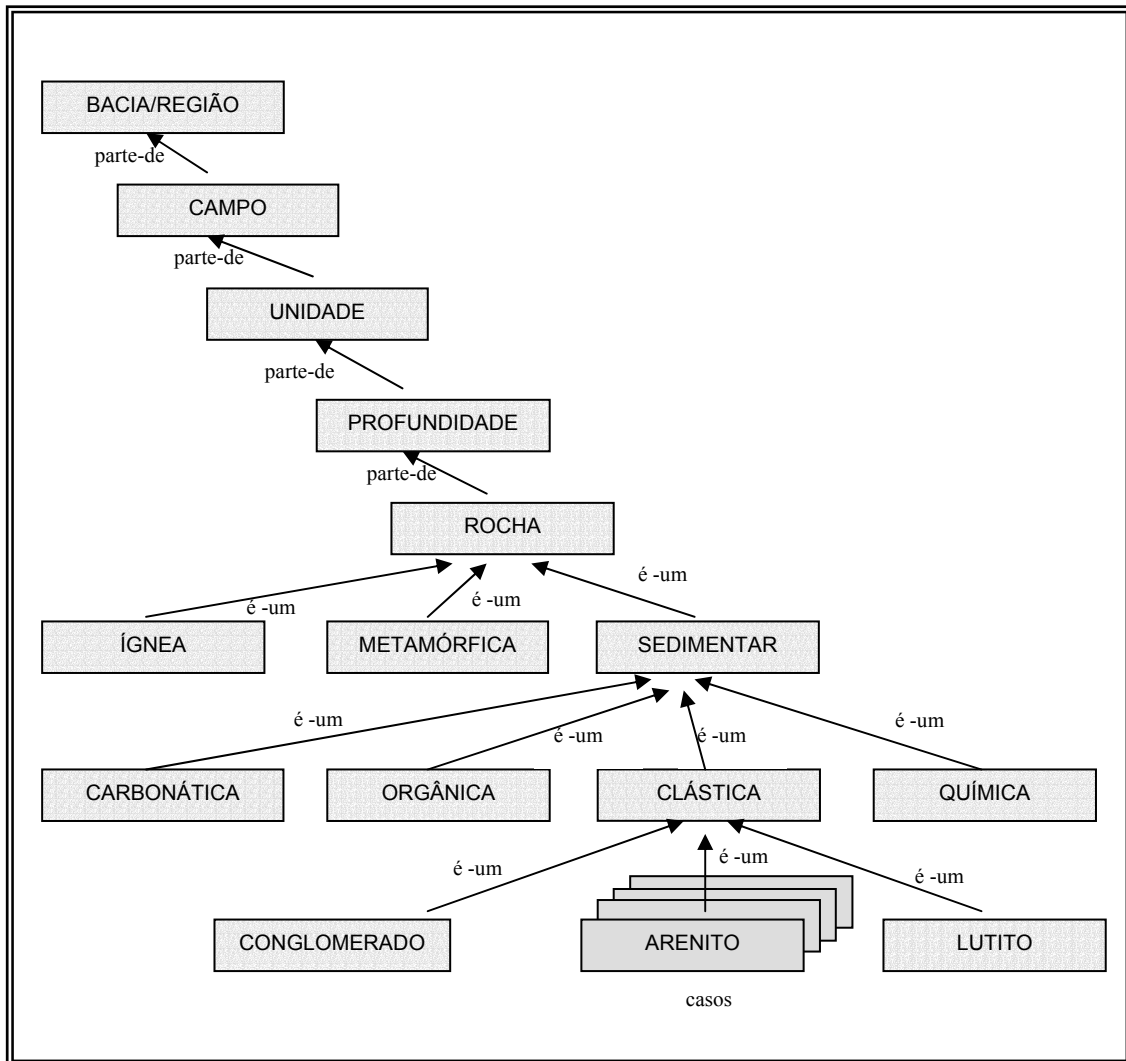 BACIA/REGIÃO
parte-de
CAMPO
parte-de
UNIDADE
parte-de
PROFUNDIDADE
parte-de
ROCHA
é -um
é -um
é -um
ÍGNEA
METAMÓRFICA
SEDIMENTAR
é -um
é -um
é -um
é -um
CARBONÁTICA
ORGÂNICA
CLÁSTICA
QUÍMICA
é -um
é -um
é -um
CONGLOMERADO
ARENITO
LUTITO
casos